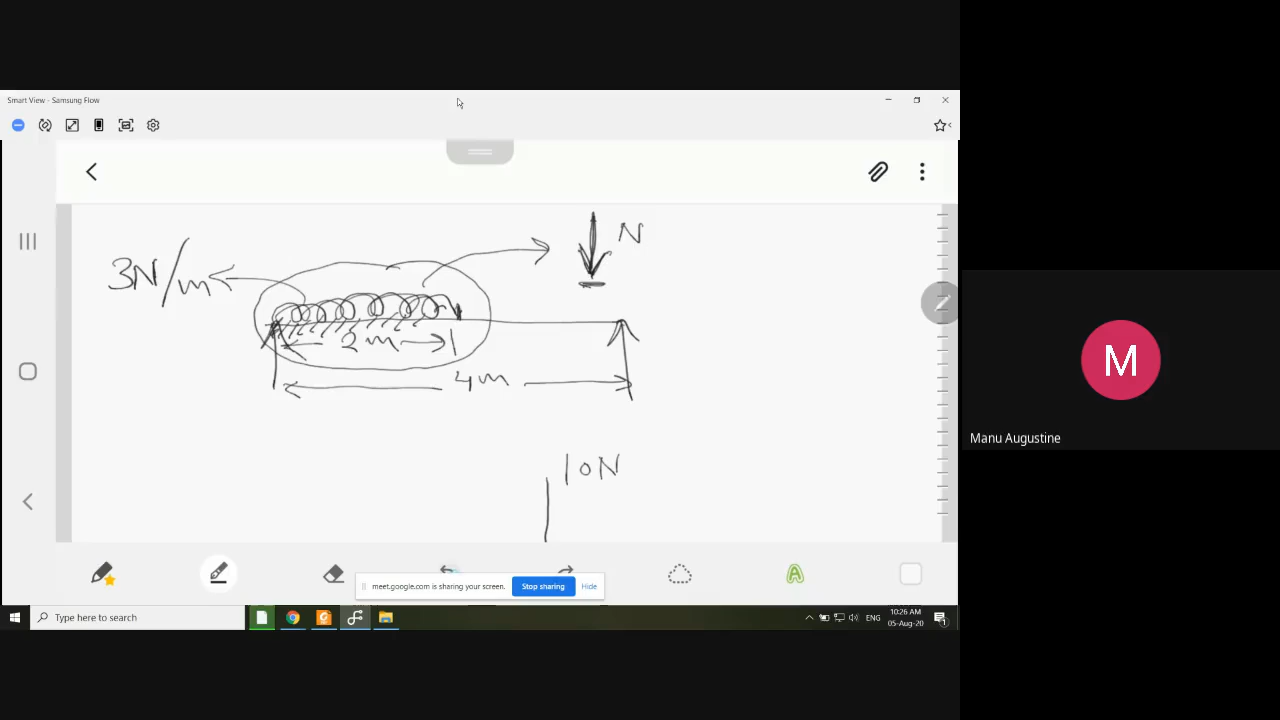 Smart View - Samsung Flow
N
3N/m
2m
4m
10N
M
Manu Augustine
A
meet.google.com is sharing your screen.
Stop sharing
Hide
Type here to search
ENG
10:26 AM
05-Aug-20
1